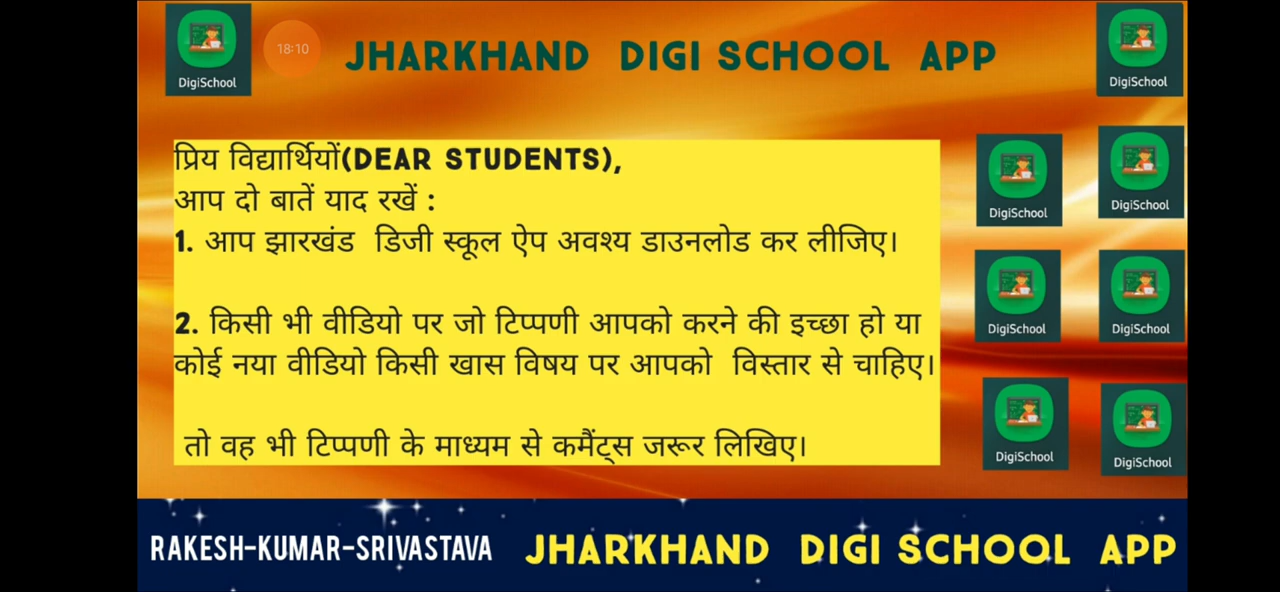 DigiSchool
18:10
JHARKHAND DIGI SCHOOL APP
DigiSchool
प्रिय विद्यार्थियों(DEAR STUDENTS),
आप दो बातें याद रखें :
1. आप झारखंड डिजी स्कूल ऐप अवश्य डाउनलोड कर लीजिए।
2. किसी भी वीडियो पर जो टिप्पणी आपको करने की इच्छा हो या
कोई नया वीडियो किसी खास विषय पर आपको विस्तार से चाहिए।
तो वह भी टिप्पणी के माध्यम से कमैंट्स जरूर लिखिए।
DigiSchool
DigiSchool
DigiSchool
DigiSchool
DigiSchool
DigiSchool
RAKESH-KUMAR-SRIVASTAVA
JHARKHAND DIGI SCHOOL APP